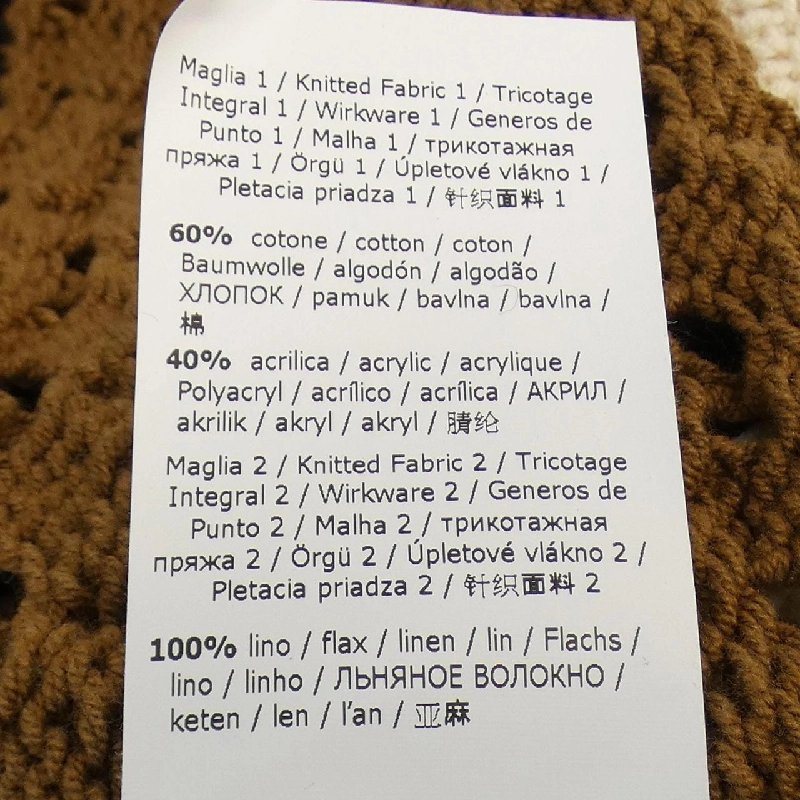 Maglia 1 / Knitted Fabric 1 / Tricotage
Integral 1 / Wirkware 1 / Generos de
Punto 1 / Malha 1 / трикотажная
пряжа 1 / Örgü 1 / Úpletové vlákno 1 /
Pletacia priadza 1 / 针织面料 1
60% cotone / cotton / coton /
Baumwolle / algodón / algodão /
ХЛОПОК / pamuk / bavlna / bavlna /
棉
40% acrilica / acrylic / acrylique /
Polyacryl / acrílico / acrílica / АКРИЛ /
akrilik / akryl / akryl / 腈纶
Maglia 2 / Knitted Fabric 2 / Tricotage
Integral 2 / Wirkware 2 / Generos de
Punto 2 / Malha 2 / трикотажная
пряжа 2 / Örgü 2 / Úpletové vlákno 2 /
Pletacia priadza 2 / 针织面料 2
100% lino / flax / linen / lin / Flachs /
lino / linho / ЛЬНЯНОЕ ВОЛОКНО /
keten / len / l'an / 亚麻